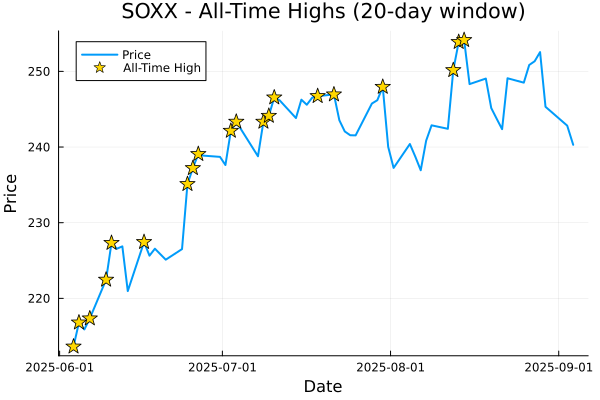 SOXX - All-Time Highs (20-day window)
Price
All-Time High
250
240
230
220
Price
2025-06-01 2025-07-01 2025-08-01 2025-09-01
Date